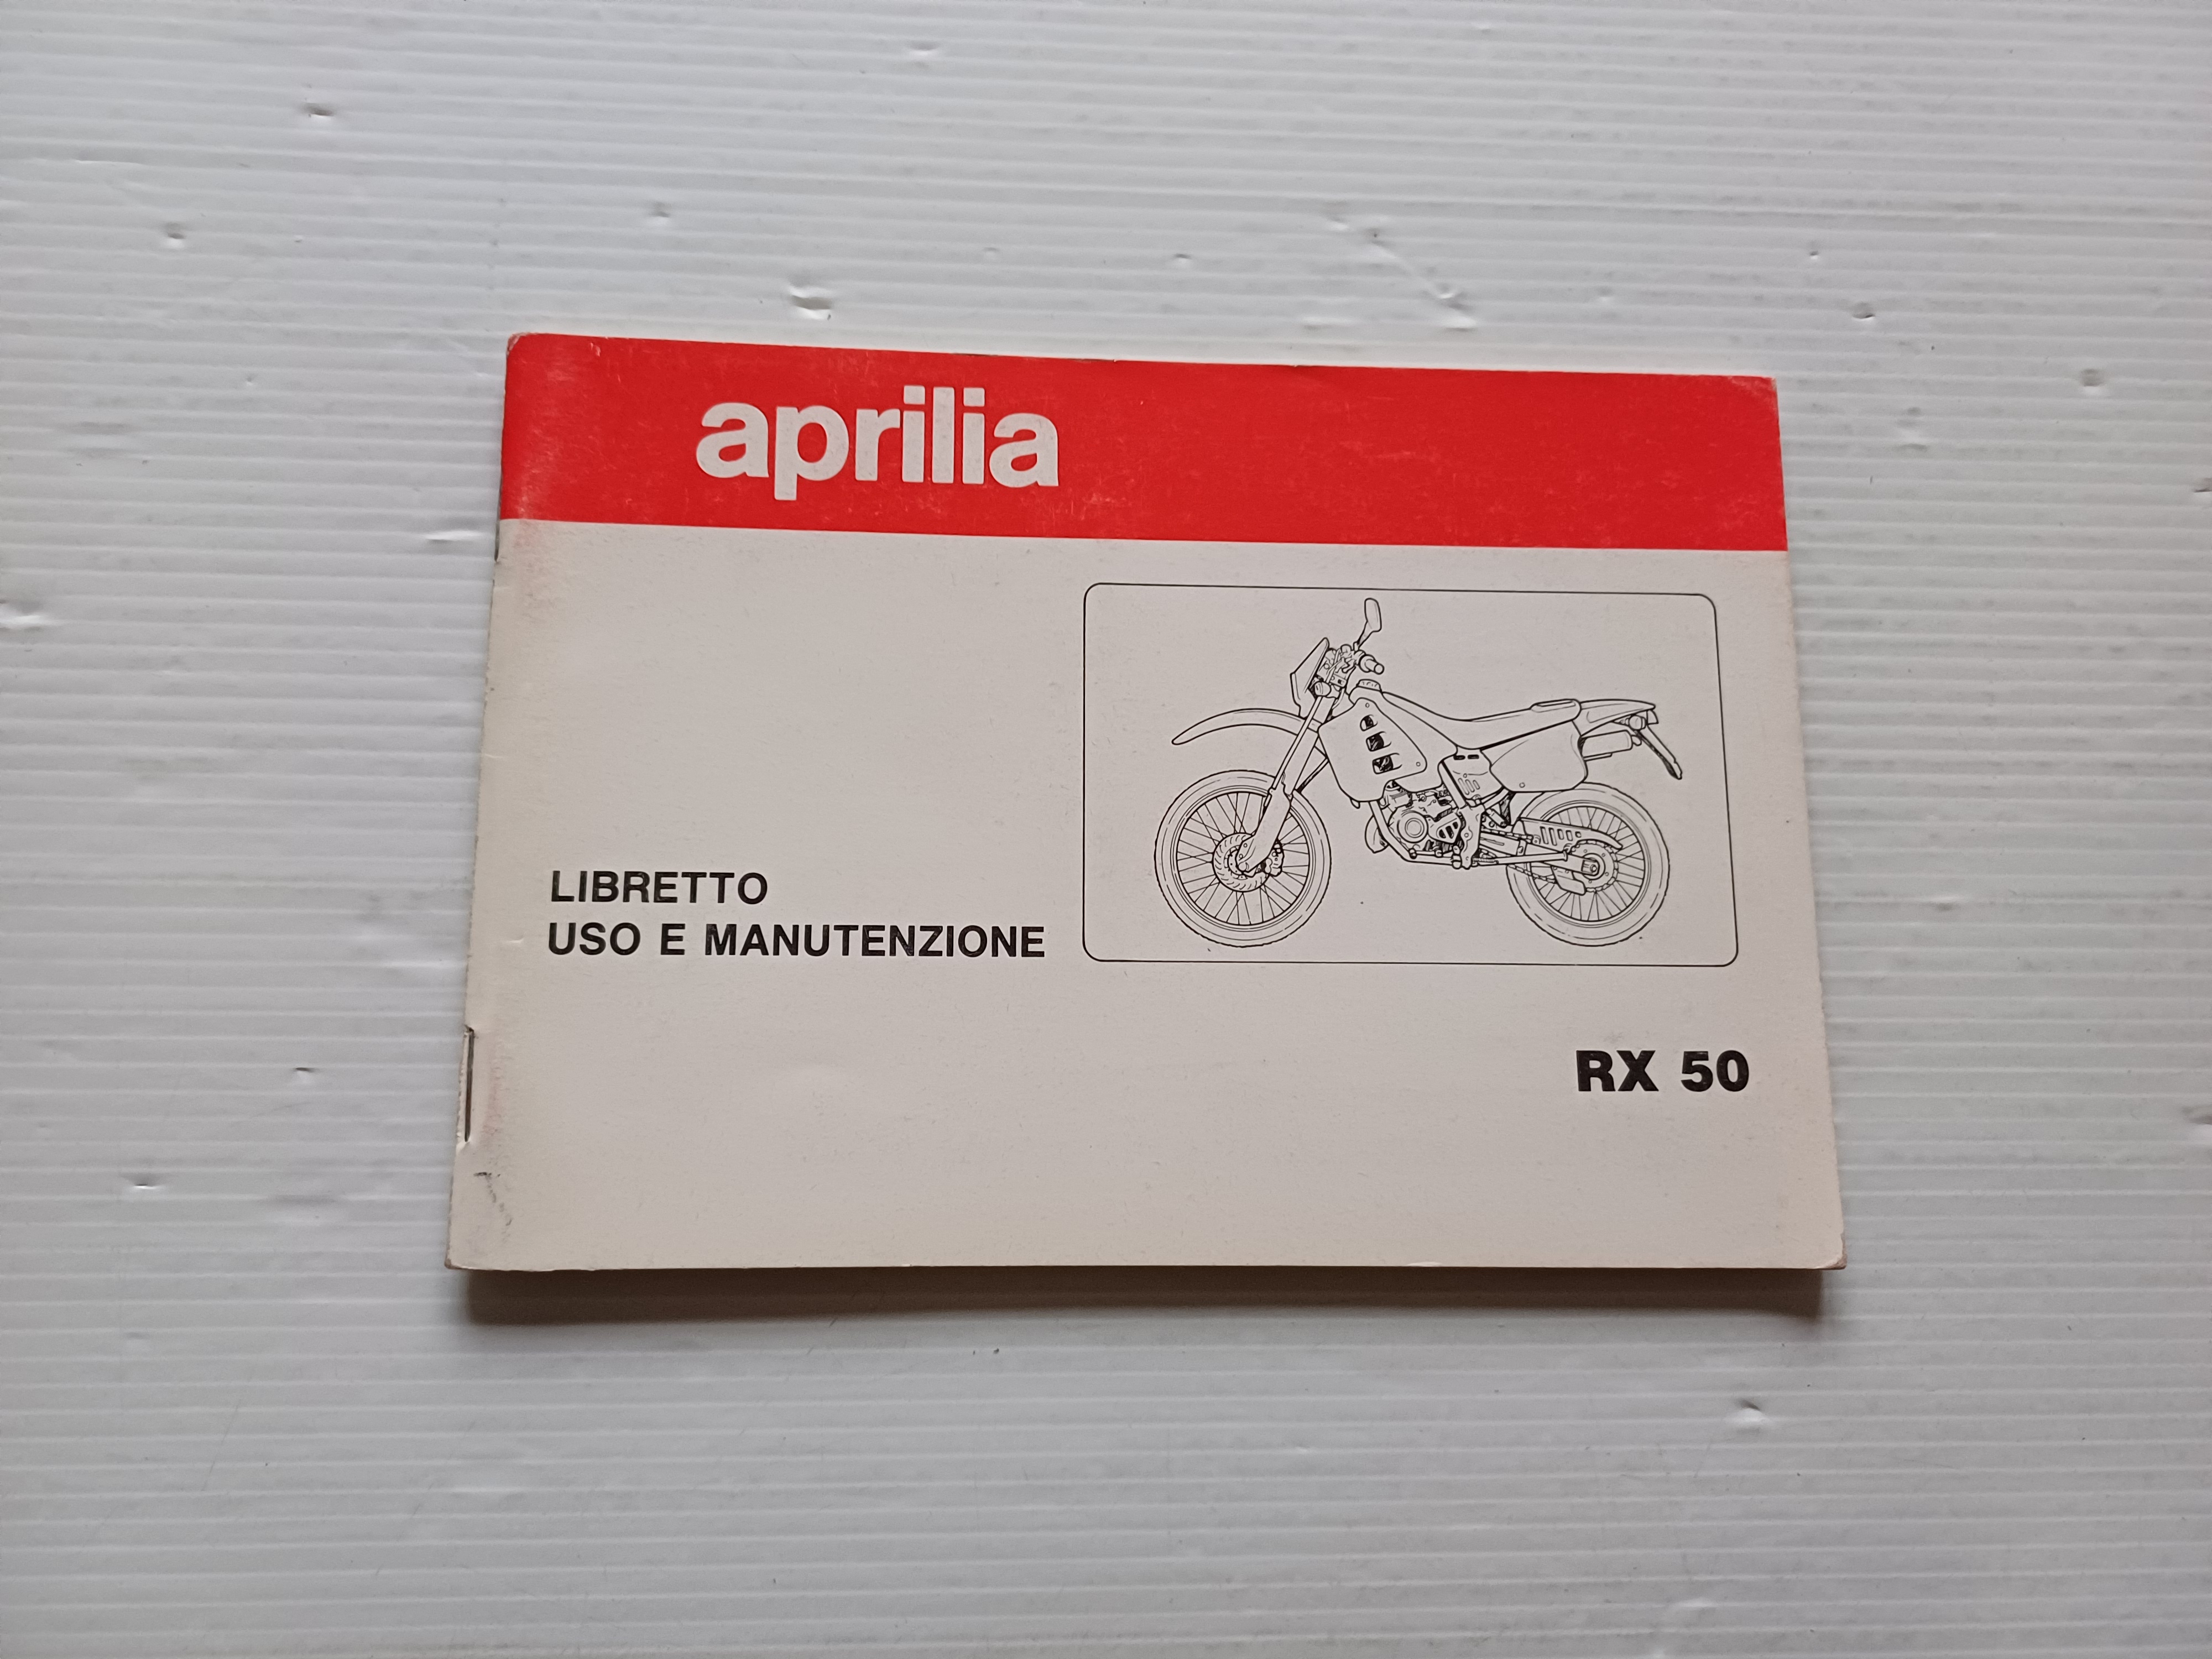 aprilia
LIBRETTO
USO E MANUTENZIONE
RX 50